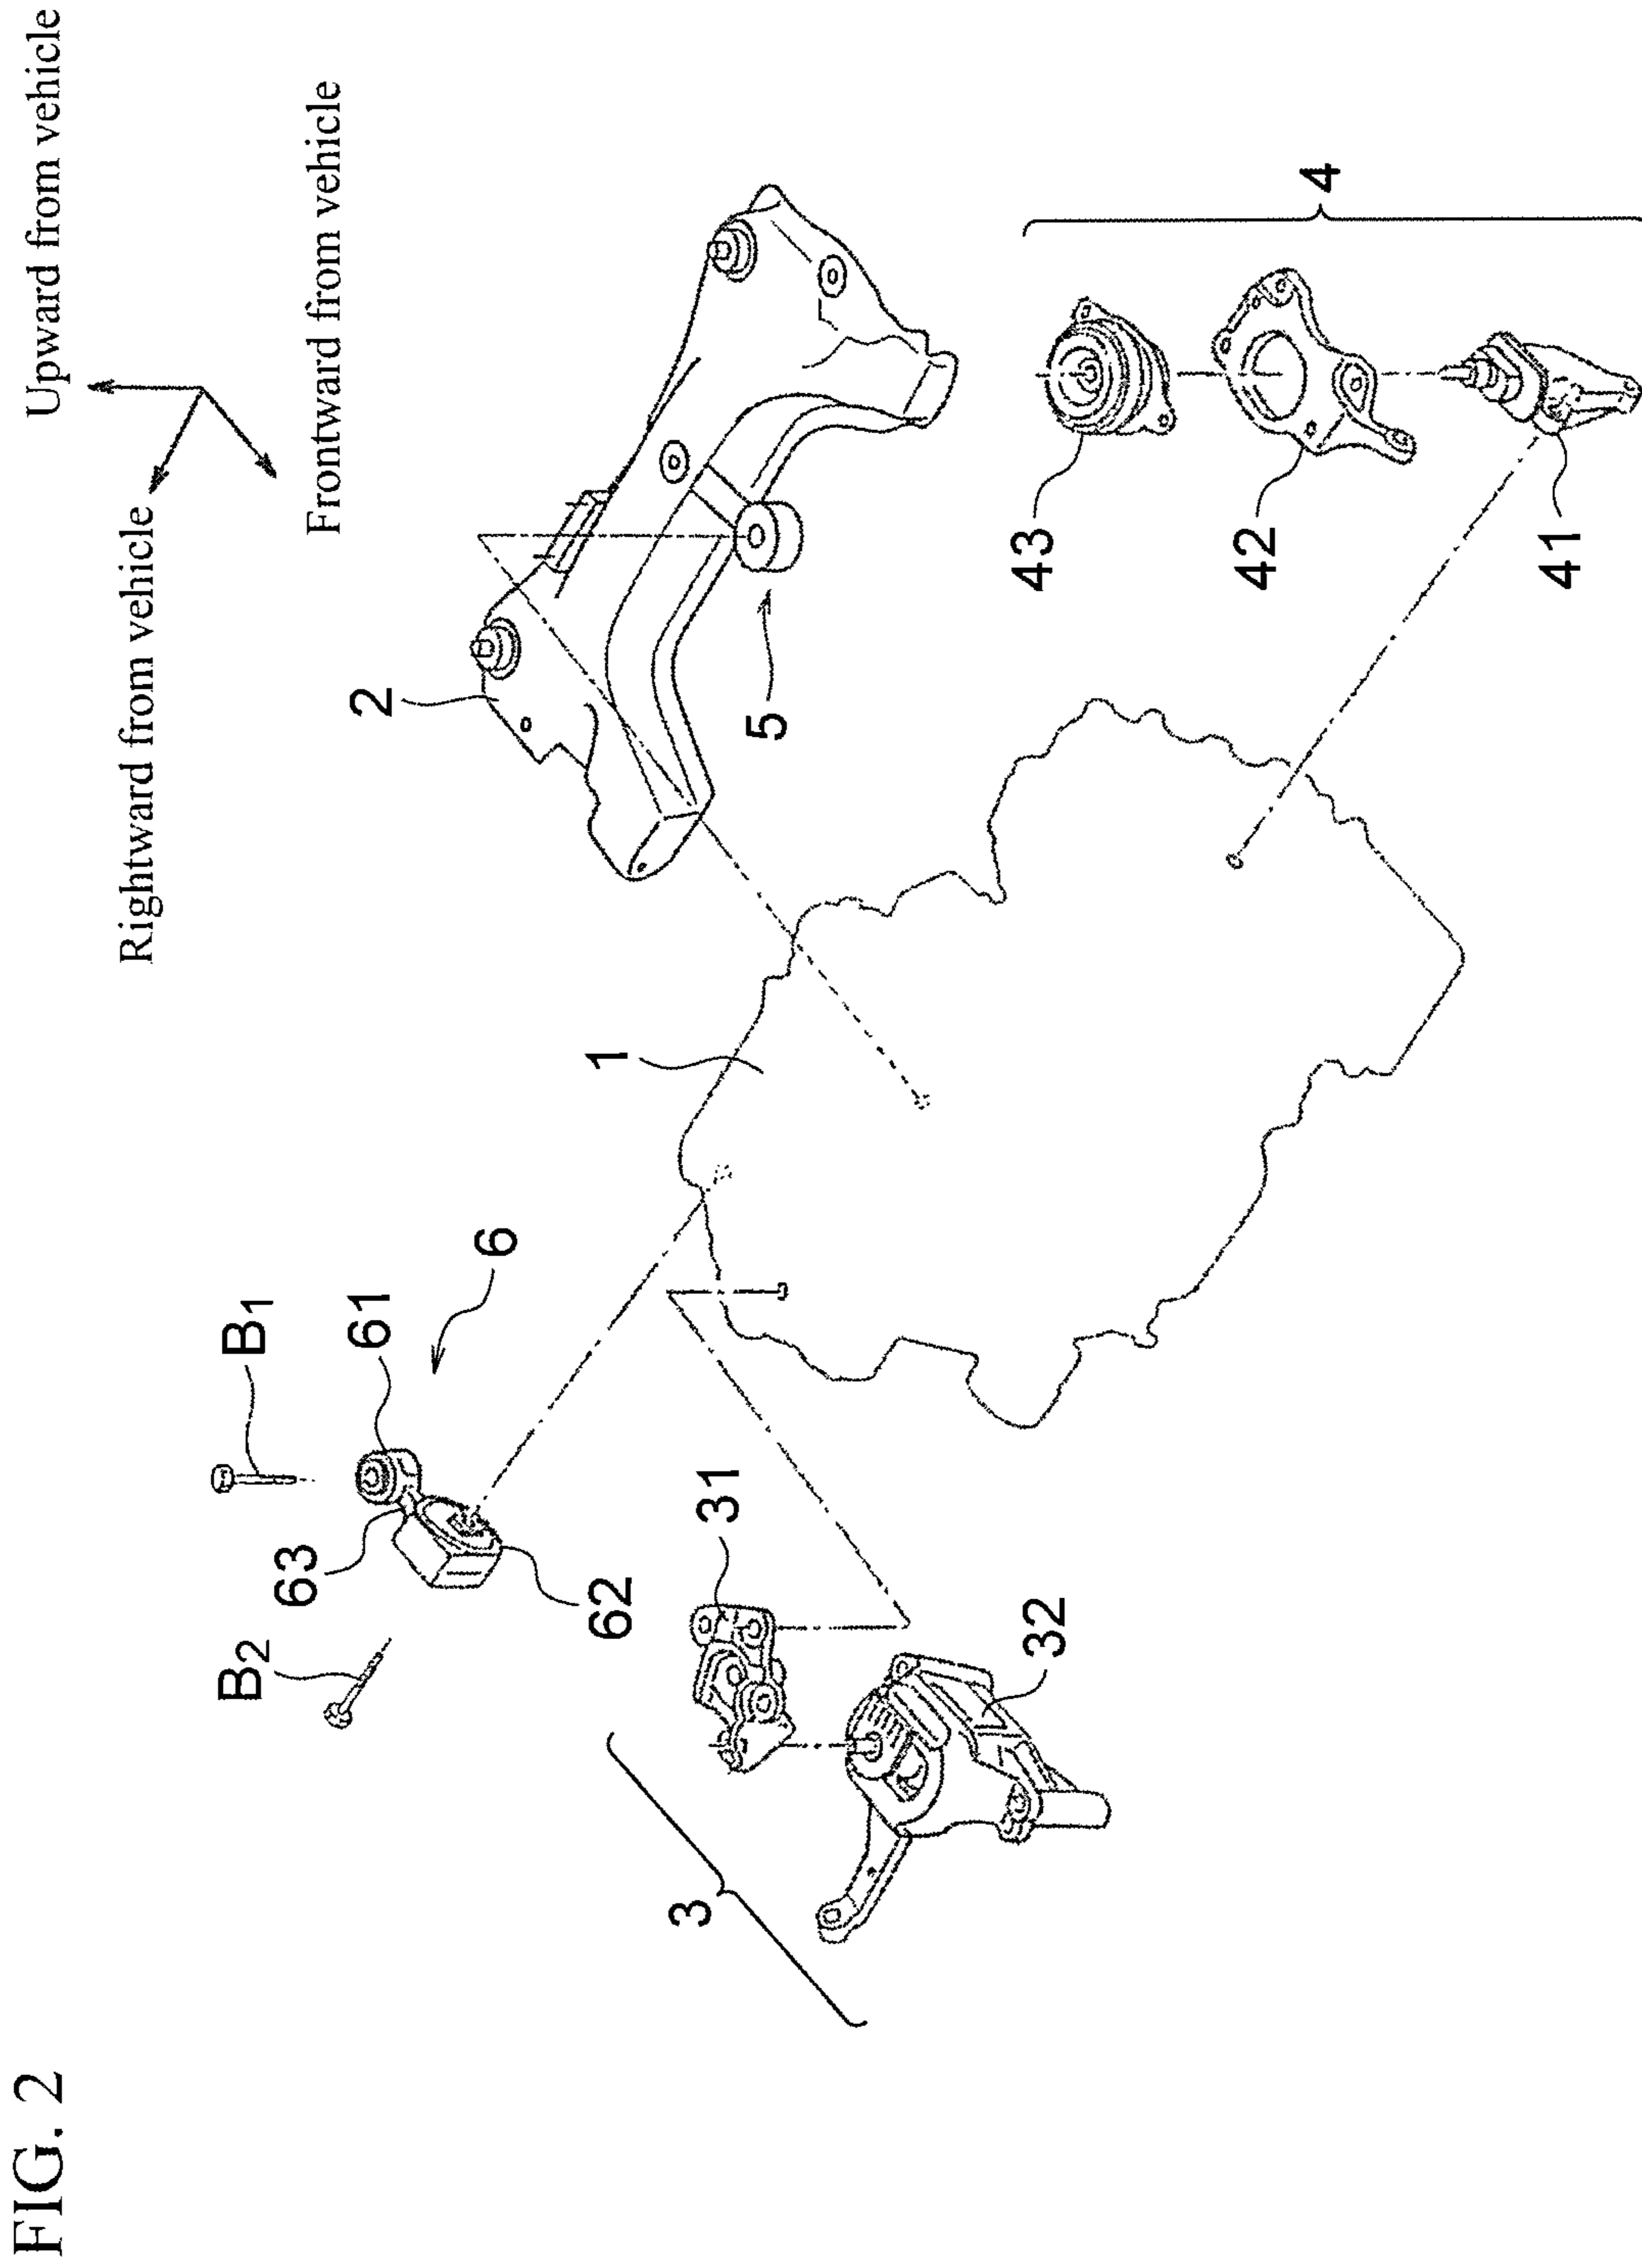 FIG. 2
Upward from vehicle
Rightward from vehicle
Frontward from vehicle
B1
B2
61
63
62
6
2
1
5
31
32
3
43
42
41
4